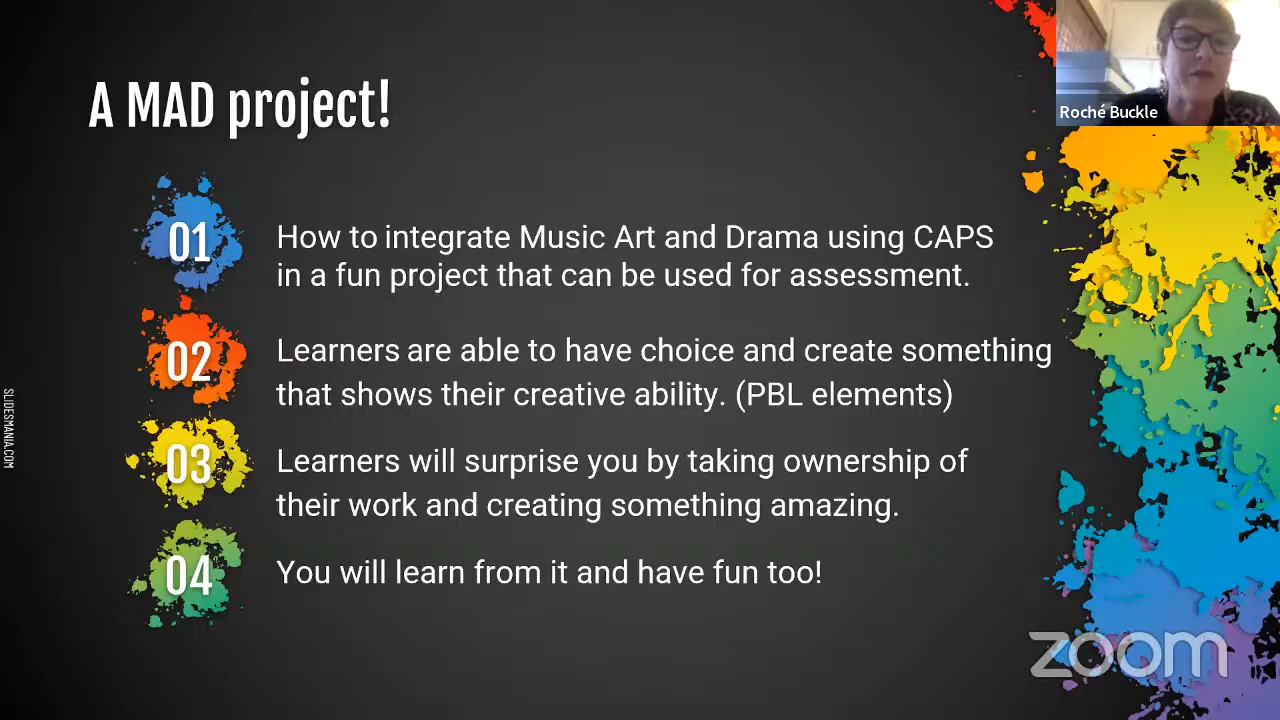 A MAD project!
Roché Buckle
01
How to integrate Music Art and Drama using CAPS
in a fun project that can be used for assessment.
02
Learners are able to have choice and create something
that shows their creative ability. (PBL elements)
03
Learners will surprise you by taking ownership of
their work and creating something amazing.
04
You will learn from it and have fun too!
SLIDESMANIA.COM
zoom